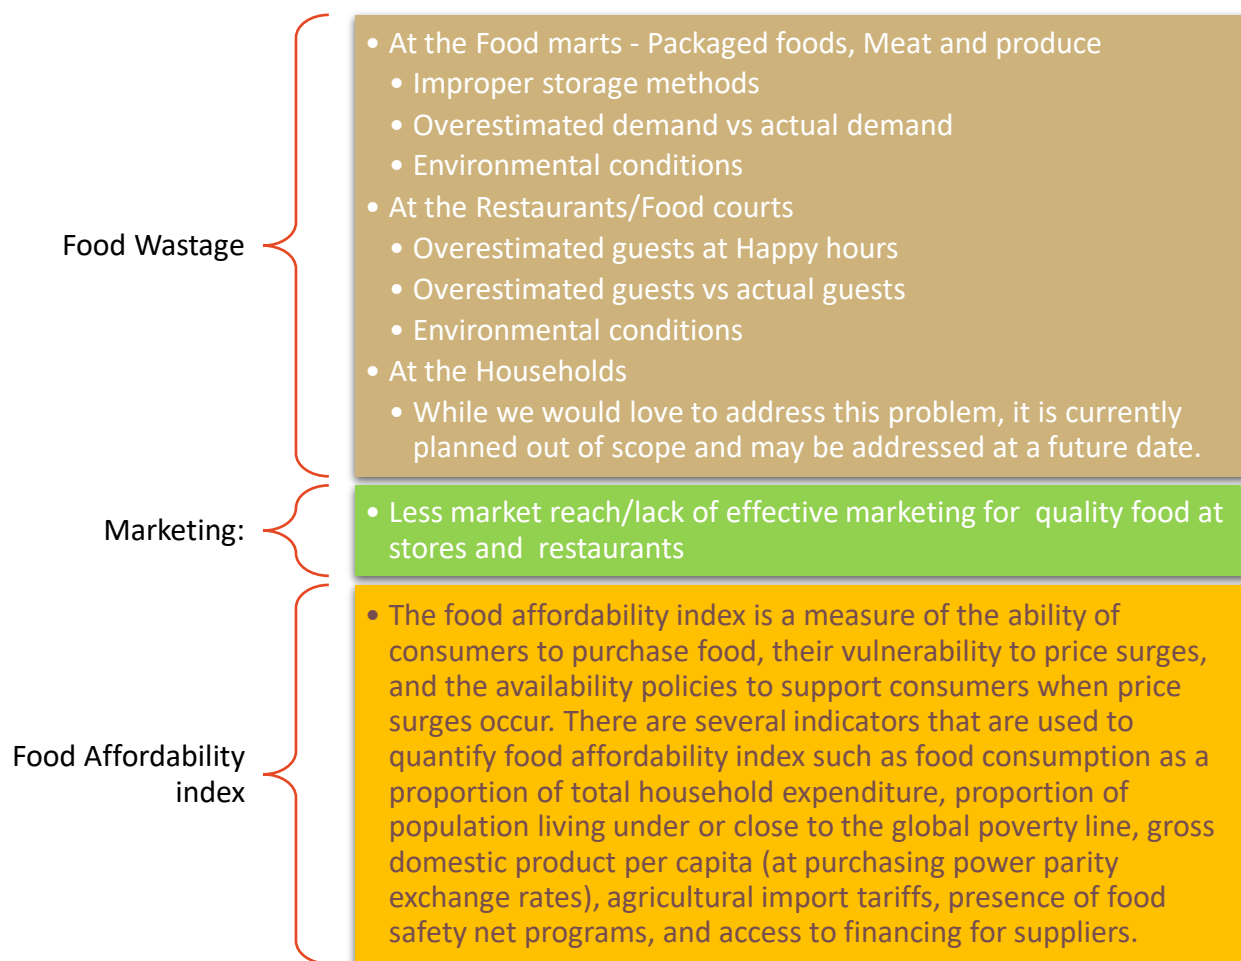 Food Wastage
• At the Food marts - Packaged foods, Meat and produce
• Improper storage methods
• Overestimated demand vs actual demand
• Environmental conditions
• At the Restaurants/Food courts
• Overestimated guests at Happy hours
• Overestimated guests vs actual guests
• Environmental conditions
• At the Households
• While we would love to address this problem, it is currently
planned out of scope and may be addressed at a future date.
Marketing:
• Less market reach/lack of effective marketing for  quality food at
stores and  restaurants
Food Affordability
index
• The food affordability index is a measure of the ability of
consumers to purchase food, their vulnerability to price surges,
and the availability policies to support consumers when price
surges occur. There are several indicators that are used to
quantify food affordability index such as food consumption as a
proportion of total household expenditure, proportion of
population living under or close to the global poverty line, gross
domestic product per capita (at purchasing power parity
exchange rates), agricultural import tariffs, presence of food
safety net programs, and access to financing for suppliers.